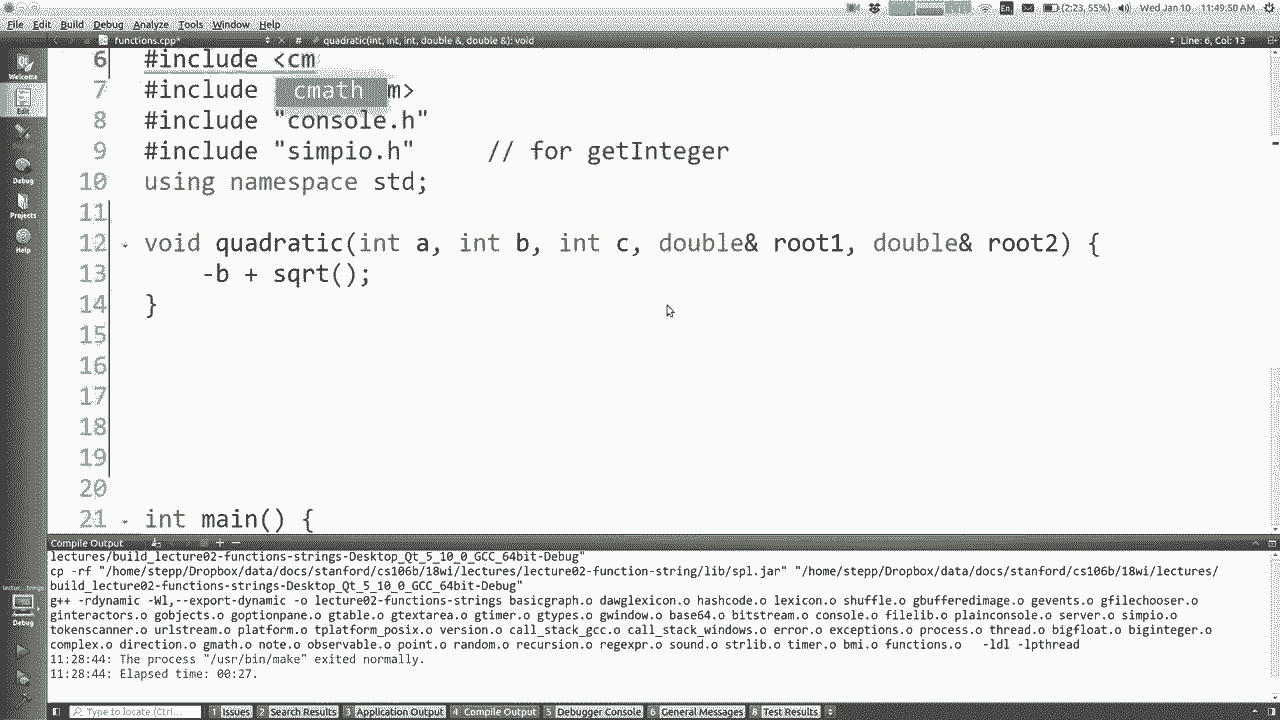 En (2:23, 55%) Wed Jan 10 11:49:50 AM
File Edit Build Debug Analyze Tools Window Help
functions.cpp* # quadratic(int, int, int, double &, double &): void Line: 6, Col: 13
Welcome
Edit
Debug
Projects
Help
6 #include <cm
7 #include cmath m>
8 #include "console.h"
9 #include "simpio.h" // for getInteger
10 using namespace std;
11
12 void quadratic(int a, int b, int c, double& root1, double& root2) {
13 -b + sqrt();
14 }
15
16
17
18
19
20
21 int main() {
Compile Output
lectures/build_lecture02-functions-strings-Desktop_Qt_5_10_0_GCC_64bit-Debug"
cp -rf "/home/stepp/Dropbox/data/docs/stanford/cs106b/18wi/lectures/lecture02-function-string/lib/spl.jar" "/home/stepp/Dropbox/data/docs/stanford/cs106b/18wi/lectures/
build_lecture02-functions-strings-Desktop_Qt_5_10_0_GCC_64bit-Debug"
g++ -rdynamic -Wl,--export-dynamic -o lecture02-functions-strings basicgraph.o dawglexicon.o hashcode.o lexicon.o shuffle.o gbufferedimage.o gevents.o gfilechooser.o
ginteractors.o gobjects.o goptionpane.o gtable.o gtextarea.o gtimer.o gtypes.o gwindow.o base64.o bitstream.o console.o filelib.o plainconsole.o server.o simpio.o
tokenscanner.o urlstream.o platform.o tplatform_posix.o version.o call_stack_gcc.o call_stack_windows.o error.o exceptions.o process.o thread.o bigfloat.o biginteger.o
complex.o direction.o gmath.o note.o observable.o point.o random.o recursion.o regexpr.o sound.o strlib.o timer.o bmi.o functions.o -ldl -lpthread
11:28:44: The process "/usr/bin/make" exited normally.
11:28:44: Elapsed time: 00:27.
lectur...strings
Debug
Type to locate (Ctrl... 1 Issues 2 Search Results 3 Application Output 4 Compile Output 5 Debugger Console 6 General Messages 8 Test Results